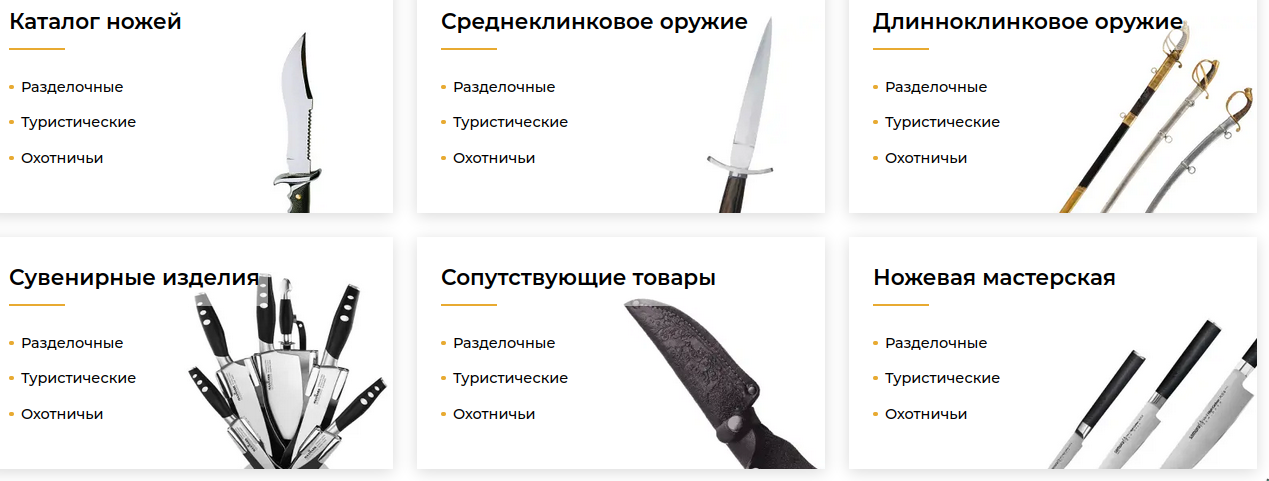 Каталог ножей
Разделочные
Туристические
Охотничьи
Среднеклинковое оружие
Разделочные
Туристические
Охотничьи
Длинноклинковое оружие
Разделочные
Туристические
Охотничьи
Сувенирные изделия
Разделочные
Туристические
Охотничьи
Сопутствующие товары
Разделочные
Туристические
Охотничьи
Ножевая мастерская
Разделочные
Туристические
Охотничьи